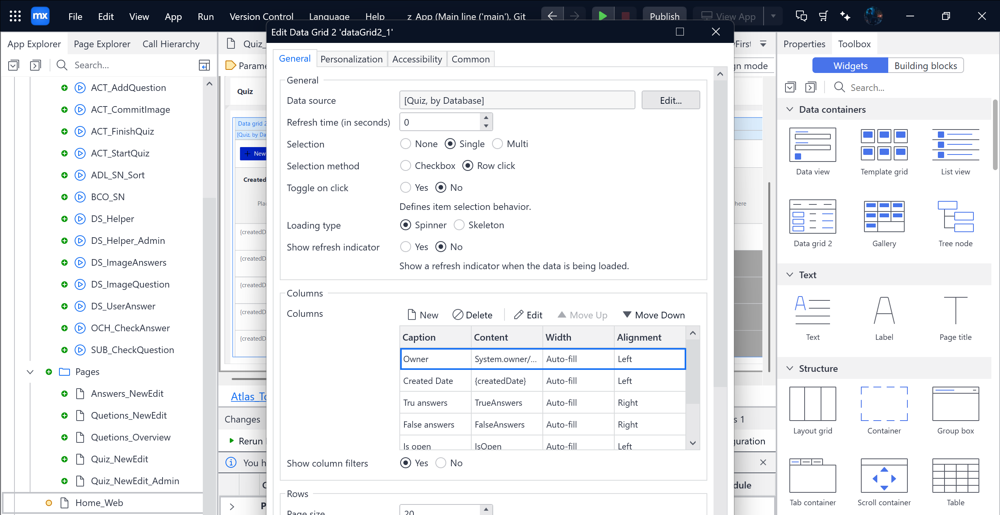 mx File Edit View App Run Version Control Language Help z_App (Main line ('main'), Git Publish View App
App Explorer Page Explorer Call Hierarchy
Search...
ACT_AddQuestion
ACT_CommitImage
ACT_FinishQuiz
ACT_StartQuiz
ADL_SN_Sort
BCO_SN
DS_Helper
DS_Helper_Admin
DS_ImageAnswers
DS_ImageQuestion
DS_UserAnswer
OCH_CheckAnswer
SUB_CheckQuestion
Pages
Answers_NewEdit
Quetions_NewEdit
Quetions_Overview
Quiz_NewEdit
Quiz_NewEdit_Admin
Home_Web
Quiz_
Parame
Quiz
Data grid 2
[Quiz, by Da
New
Created
Plac
{createdD
{createdD
{createdD
{createdD
{createdD
Atlas_To
Changes
Rerun
You h
Edit Data Grid 2 'dataGrid2_1'
General Personalization Accessibility Common
General
Data source [Quiz, by Database] Edit...
Refresh time (in seconds) 0
Selection None Single Multi
Selection method Checkbox Row click
Toggle on click Yes No
Defines item selection behavior.
Loading type Spinner Skeleton
Show refresh indicator Yes No
Show a refresh indicator when the data is being loaded.
Columns
Columns New Delete Edit Move Up Move Down
Caption Content Width Alignment
Owner System.owner/... Auto-fill Left
Created Date {createdDate} Auto-fill Left
Tru answers TrueAnswers Auto-fill Right
False answers FalseAnswers Auto-fill Right
Is open IsOpen Auto-fill Left
Show column filters Yes No
Rows
Page size 20
yFirst
gn mode
here
s 1
guration
dule
Properties Toolbox
Widgets Building blocks
Search...
Data containers
Data view Template grid List view
Data grid 2 Gallery Tree node
Text
Text Label Page title
Structure
Layout grid Container Group box
Tab container Scroll container Table